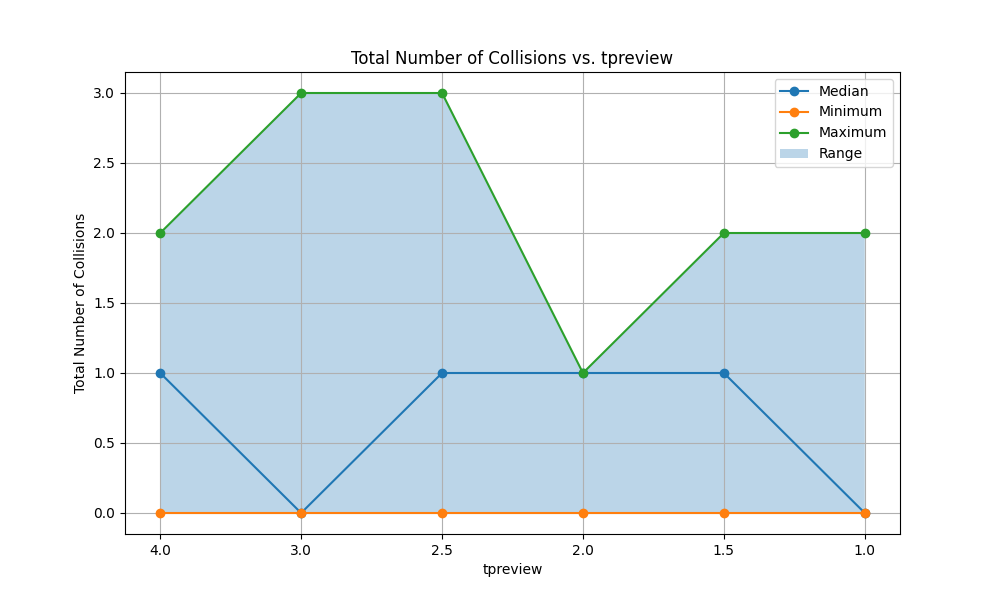 Total Number of Collisions vs. tpreview
Median
Minimum
Maximum
Range
Total Number of Collisions
3.0
2.5
2.0
1.5
1.0
0.5
0.0
4.0 3.0 2.5 2.0 1.5 1.0
tpreview